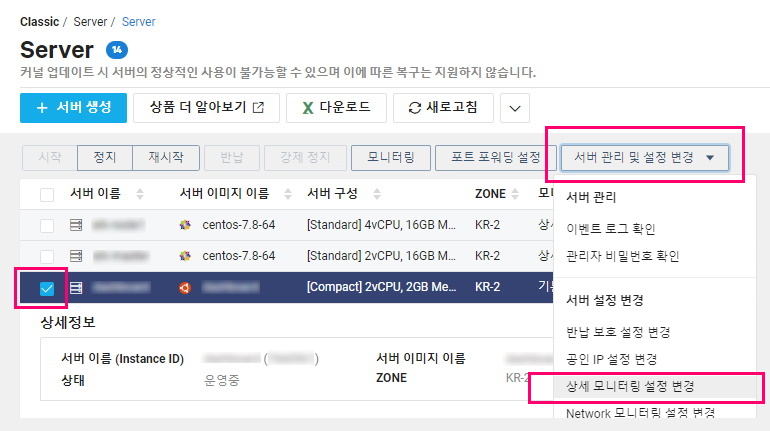 Classic / Server / Server
Server 14
커널 업데이트 시 서버의 정상적인 사용이 불가능할 수 있으며 이에 따른 복구는 지원하지 않습니다.
+ 서버 생성 상품 더 알아보기 다운로드 새로고침
시작 정지 재시작 반납 강제 정지 모니터링 포트 포워딩 설정 서버 관리 및 설정 변경
서버 이름 서버 이미지 이름 서버 구성 ZONE 모니
서버 관리
centos-7.8-64 [Standard] 4vCPU, 16GB M... KR-2 상세
이벤트 로그 확인
centos-7.8-64 [Standard] 2vCPU, 16GB M... KR-2 상세
관리자 비밀번호 확인
[Compact] 2vCPU, 2GB Me... KR-2 기본
서버 설정 변경
상세정보
반납 보호 설정 변경
서버 이름 (Instance ID) 서버 이미지 이름
공인 IP 설정 변경
상태 운영중 ZONE KR-2
상세 모니터링 설정 변경
Network 모니터링 설정 변경